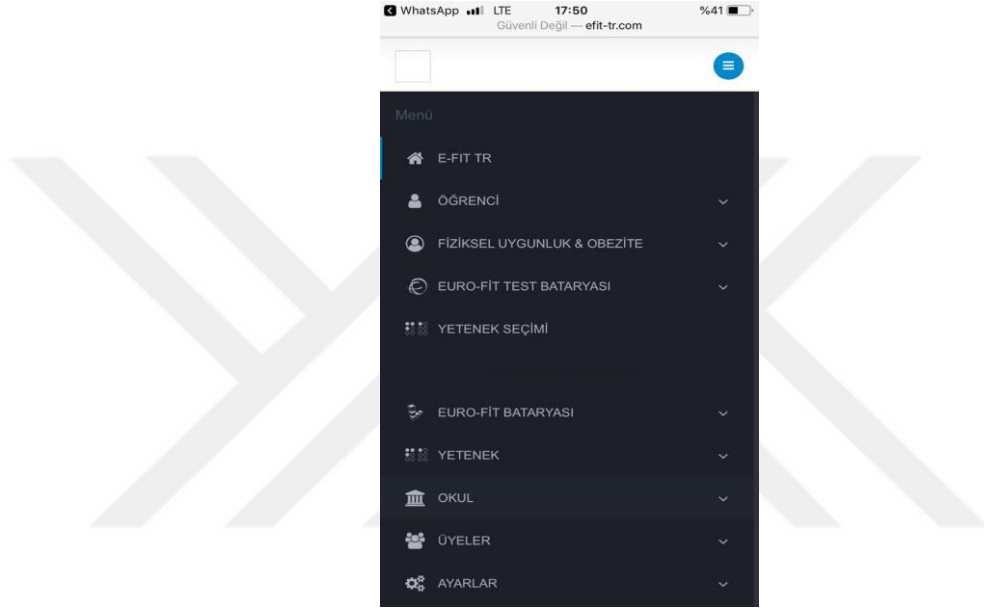 WhatsApp LTE 17:50 %41
Güvenli Değil — efit-tr.com
Menü
E-FIT TR
ÖĞRENCİ
FİZİKSEL UYGUNLUK & OBEZİTE
EURO-FİT TEST BATARYASI
YETENEK SEÇİMİ
EURO-FİT BATARYASI
YETENEK
OKUL
ÜYELER
AYARLAR